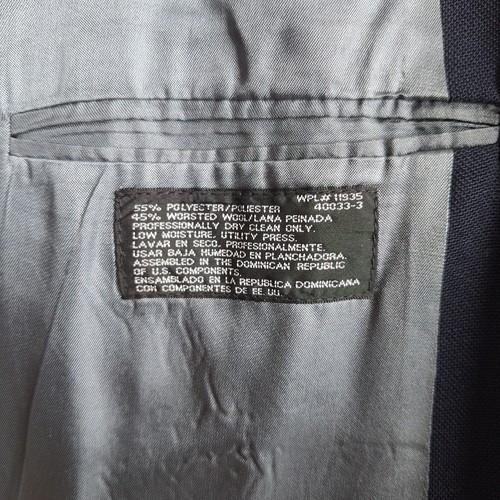 WPL# 11935
55% POLYESTER/POLIESTER 40033-3
45% WORSTED WOOL/LANA PEINADA
PROFESSIONALLY DRY CLEAN ONLY.
LOW MOISTURE, UTILITY PRESS.
LAVAR EN SECO, PROFESIONALMENTE.
USAR BAJA HUMEDAD EN PLANCHADORA.
ASSEMBLED IN THE DOMINICAN REPUBLIC
OF U.S. COMPONENTS.
ENSAMBLADO EN LA REPUBLICA DOMINICANA
CON COMPONENTES DE EE.UU.